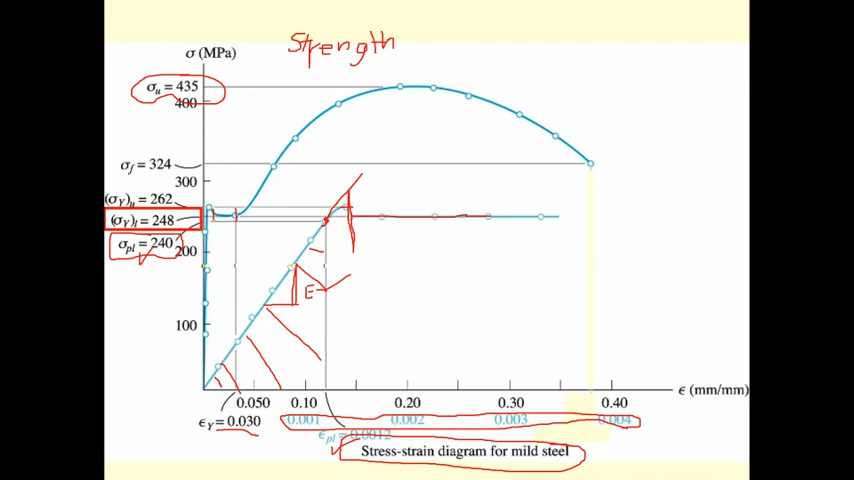 Strength
σ (MPa)
σu = 435
400
σf = 324
300
(σY)u = 262
(σY)l = 248
σpl = 240
200
E
100
ϵ (mm/mm)
0.050 0.10 0.20 0.30 0.40
ϵY = 0.030 0.001 0.002 0.003 0.004
ϵpl = 0.0012
Stress-strain diagram for mild steel